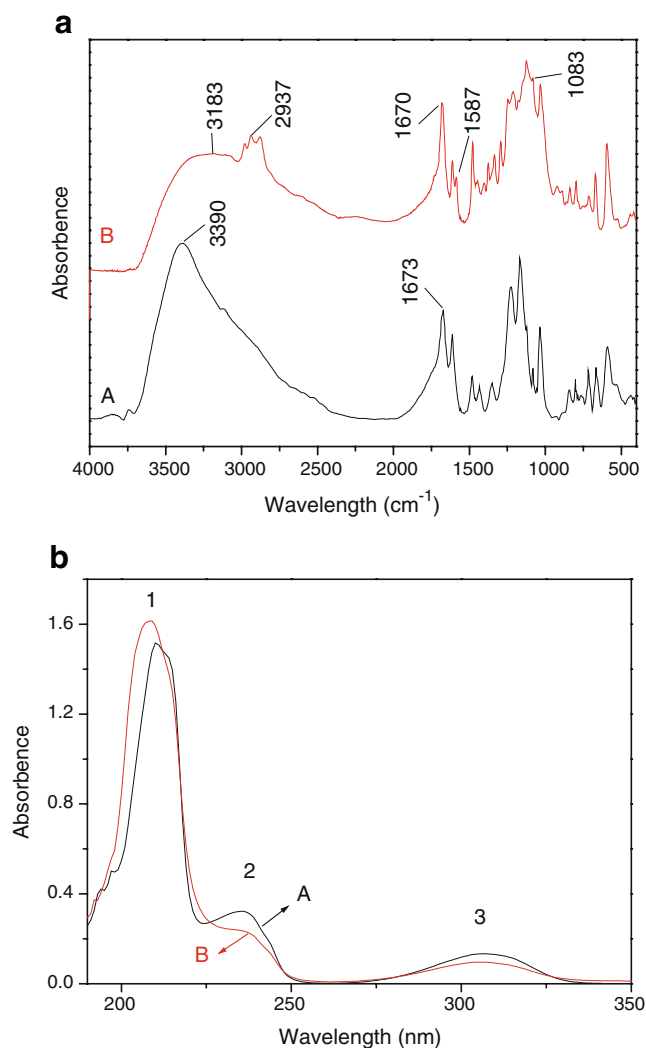 a
3183
2937
1670
1587
1083
B
3390
1673
A
Absorbence
4000 3500 3000 2500 2000 1500 1000 500
Wavelength (cm⁻¹)
b
1.6
1.2
0.8
0.4
0.0
1
2
A
B
3
Absorbence
200 250 300 350
Wavelength (nm)